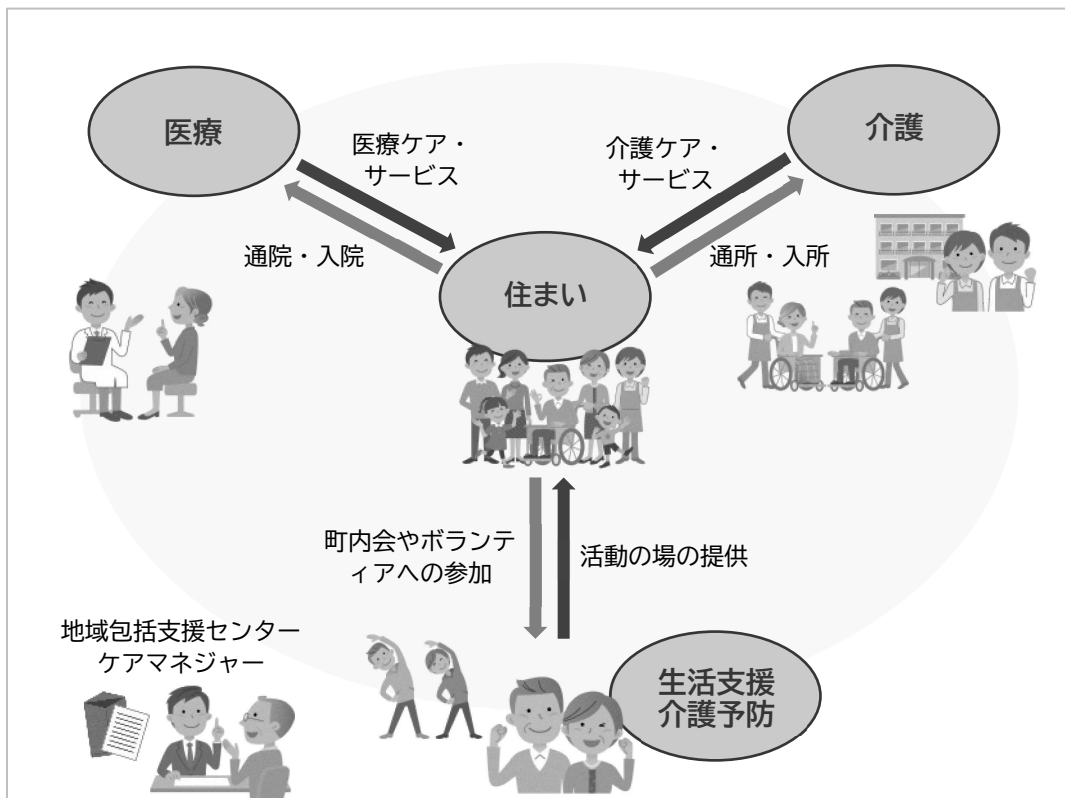 医療
介護
医療ケア・
サービス
介護ケア・
サービス
通院・入院
通所・入所
住まい
町内会やボランテ
ィアへの参加
活動の場の提供
地域包括支援センター
ケアマネジャー
生活支援
介護予防